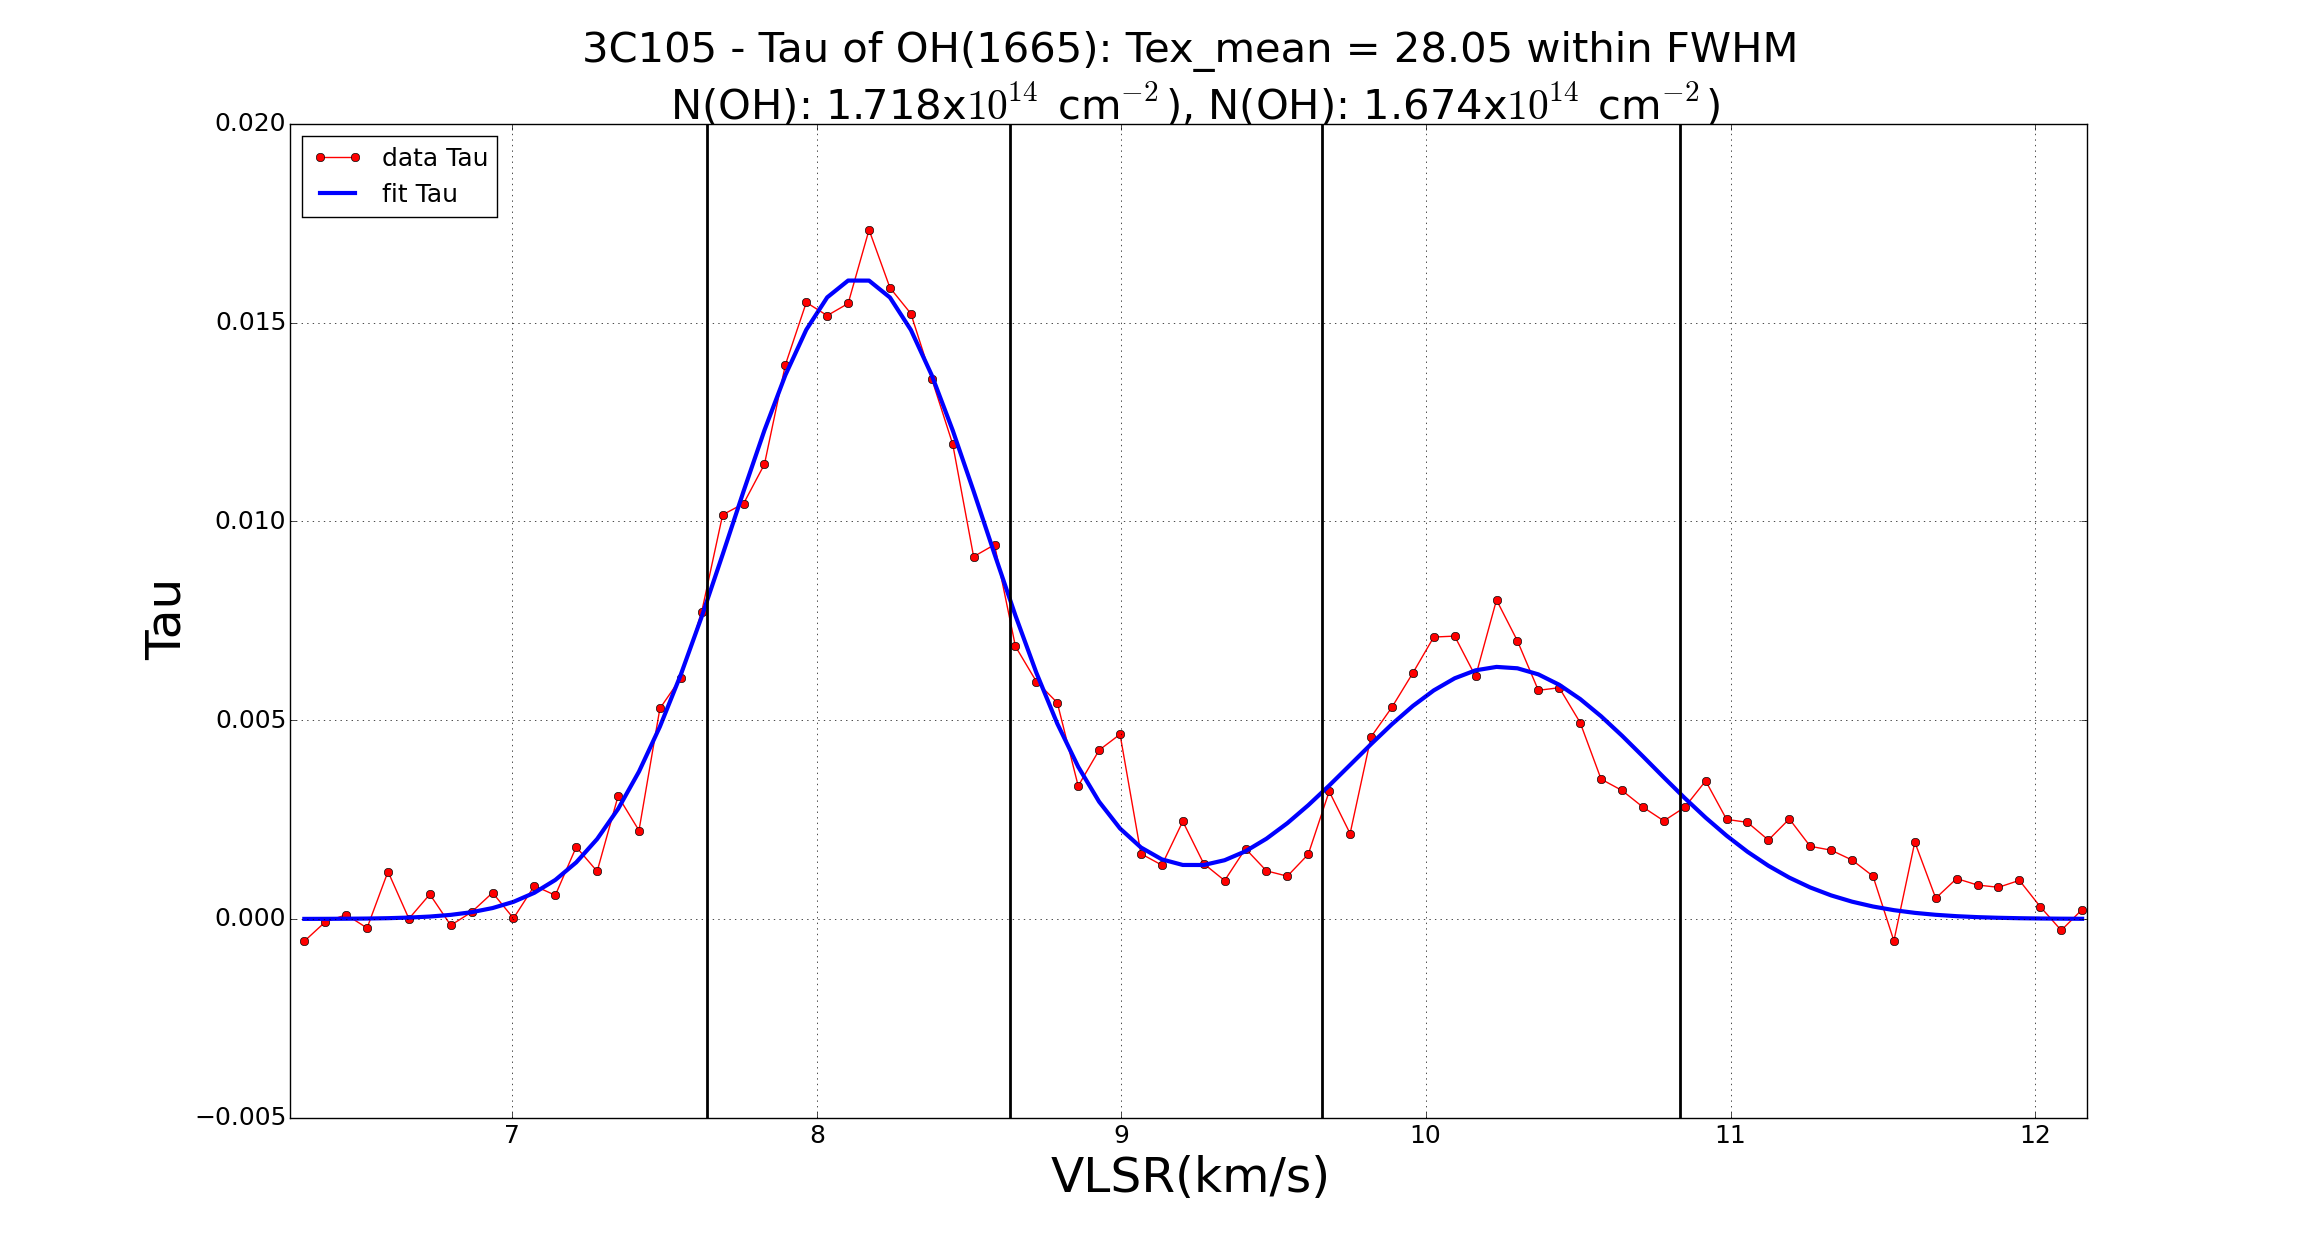 3C105 - Tau of OH(1665): Tex_mean = 28.05 within FWHM
N(OH): 1.718x10^14 cm^−2 ), N(OH): 1.674x10^14 cm^−2 )
data Tau
fit Tau
0.020
0.015
0.010
0.005
0.000
−0.005
Tau
7 8 9 10 11 12
VLSR(km/s)